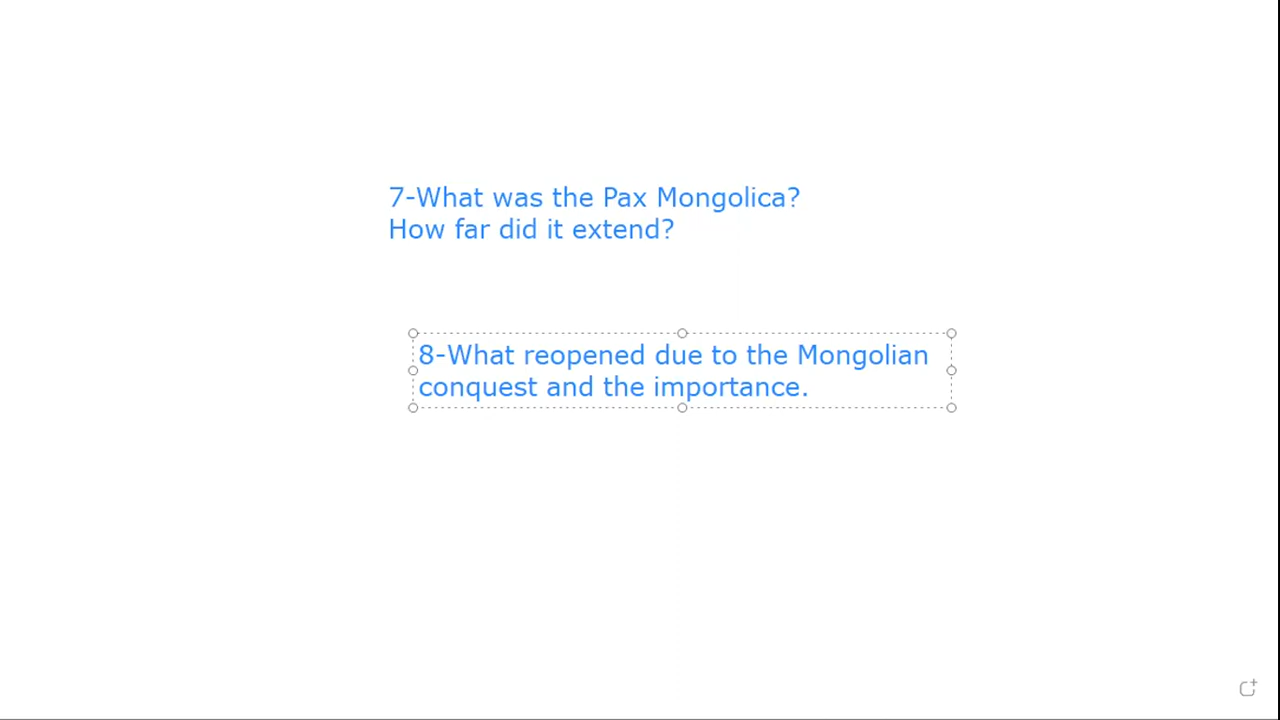 7-What was the Pax Mongolica?
How far did it extend?
8-What reopened due to the Mongolian
conquest and the importance.